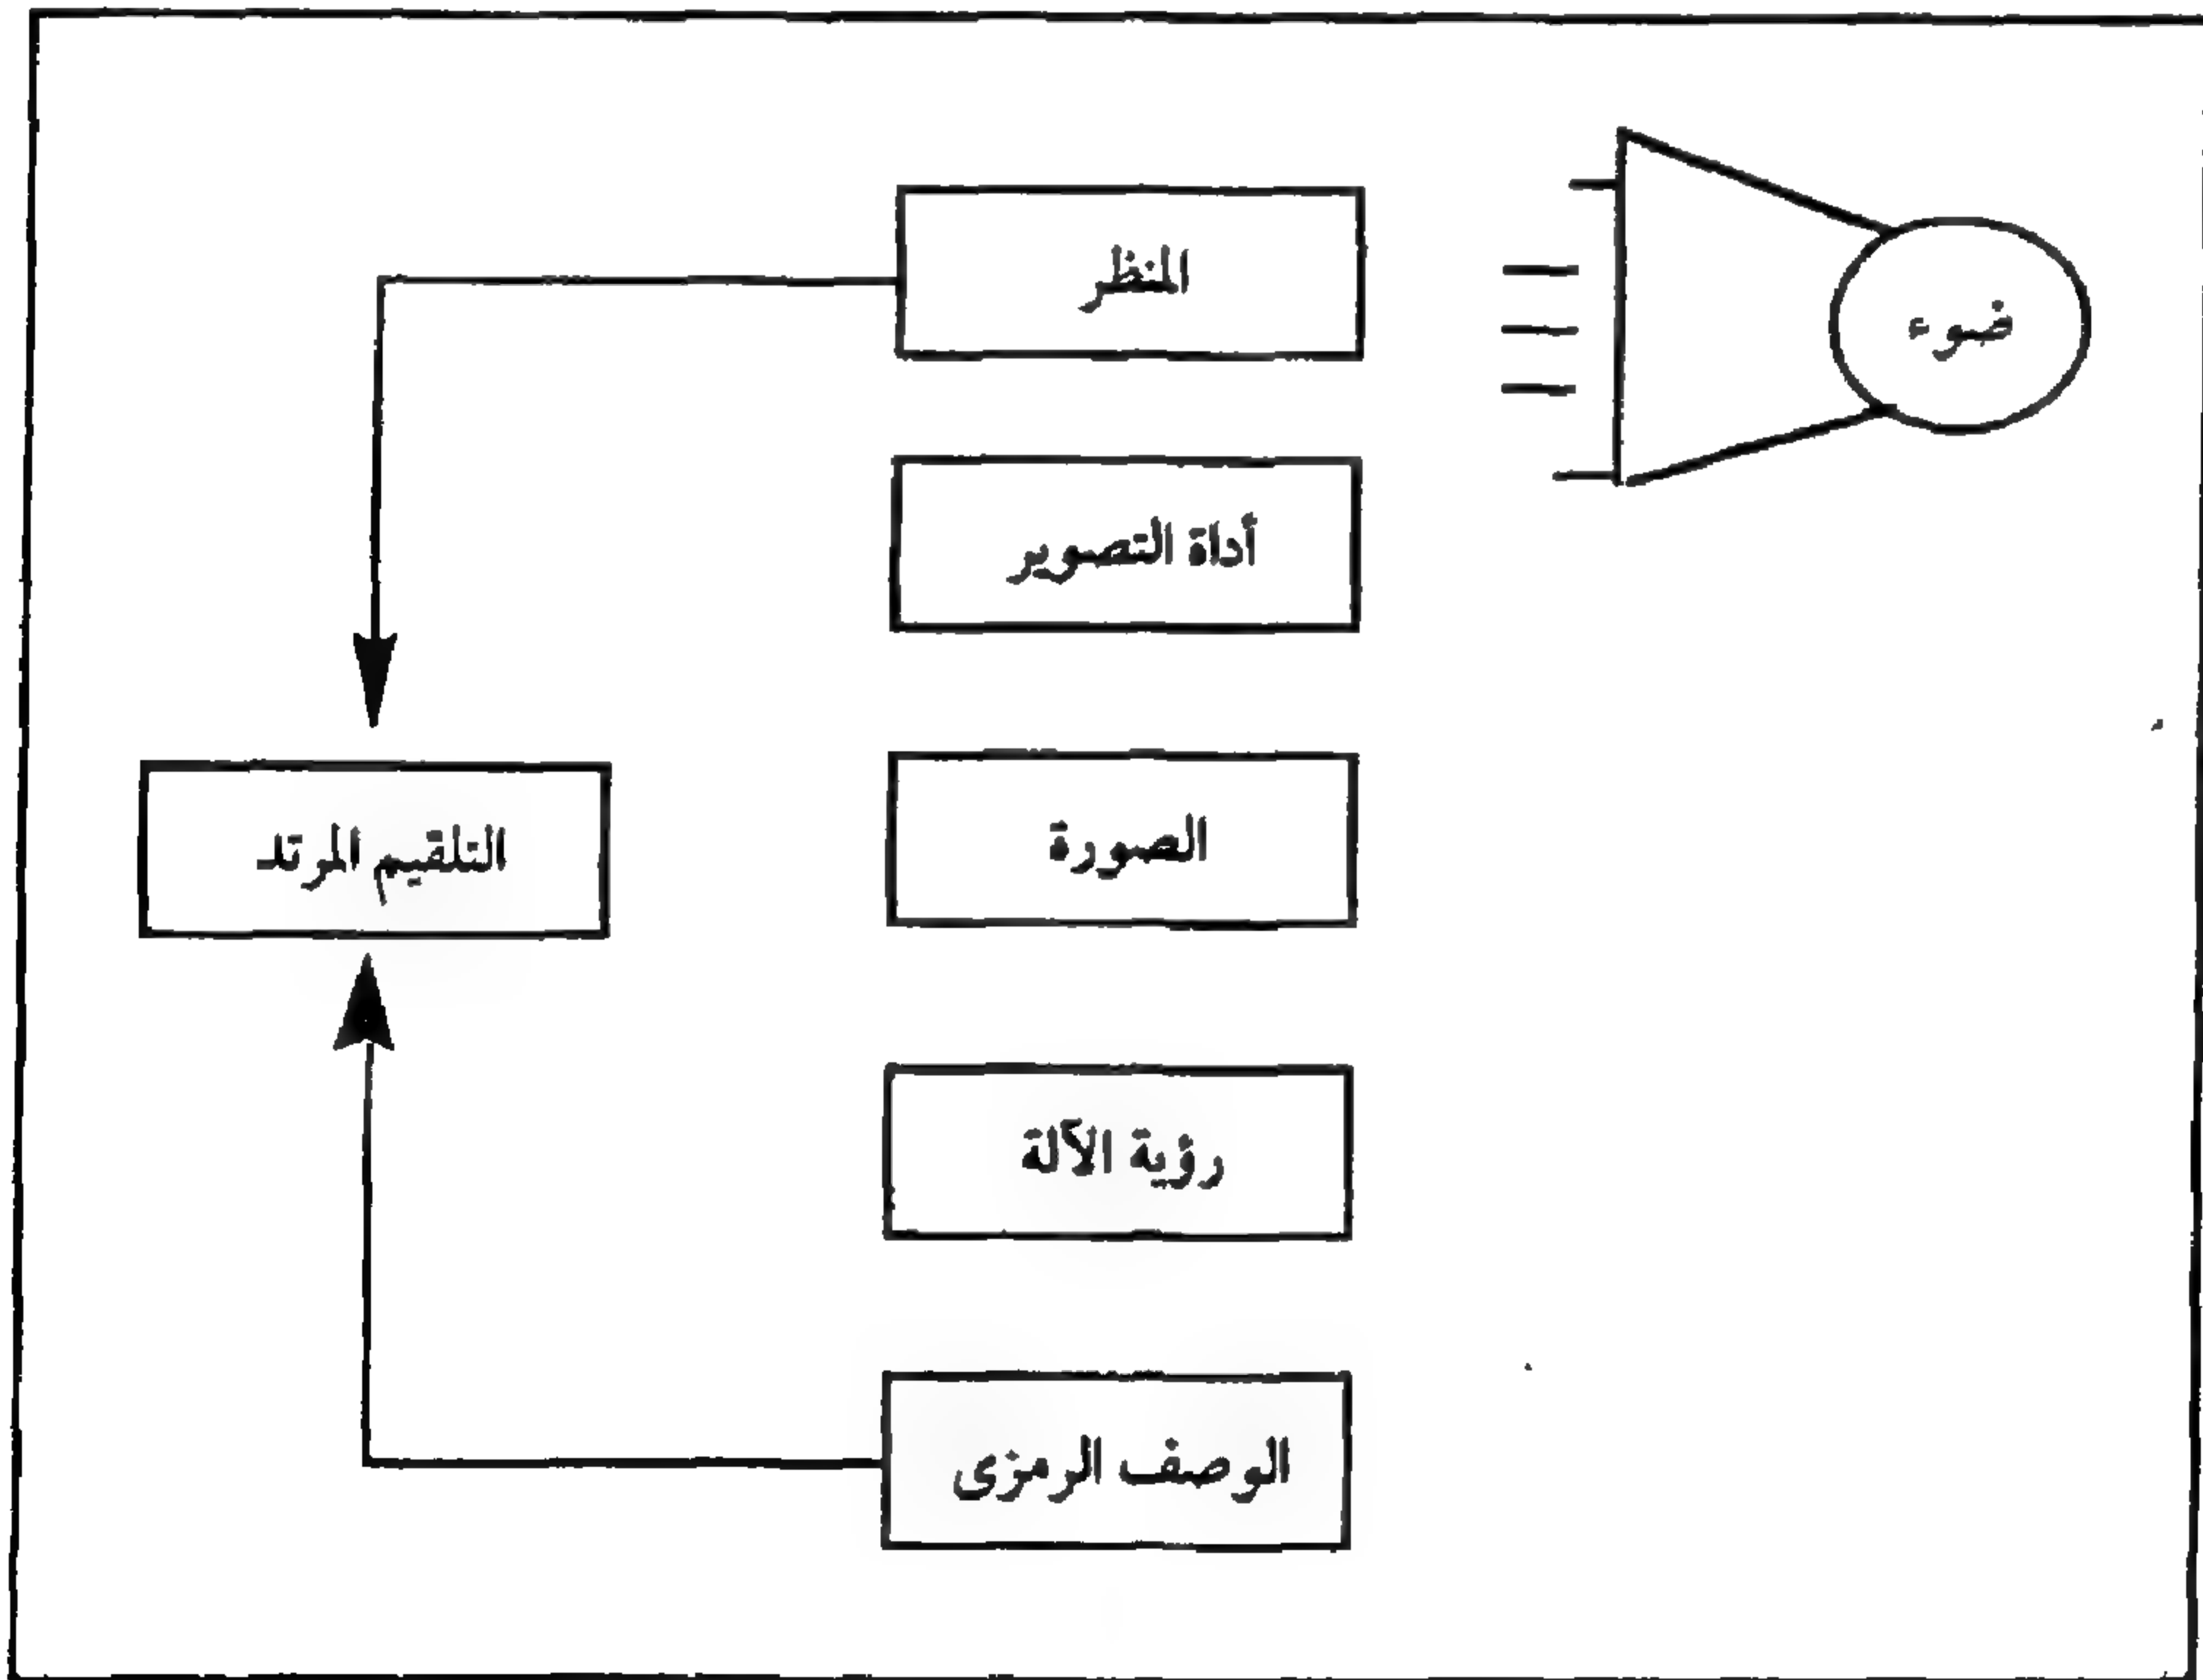 المنظر
ضوء
أداة التصوير
الصورة
التلقيم المرتد
رؤية الآلة
الوصف الرمزى